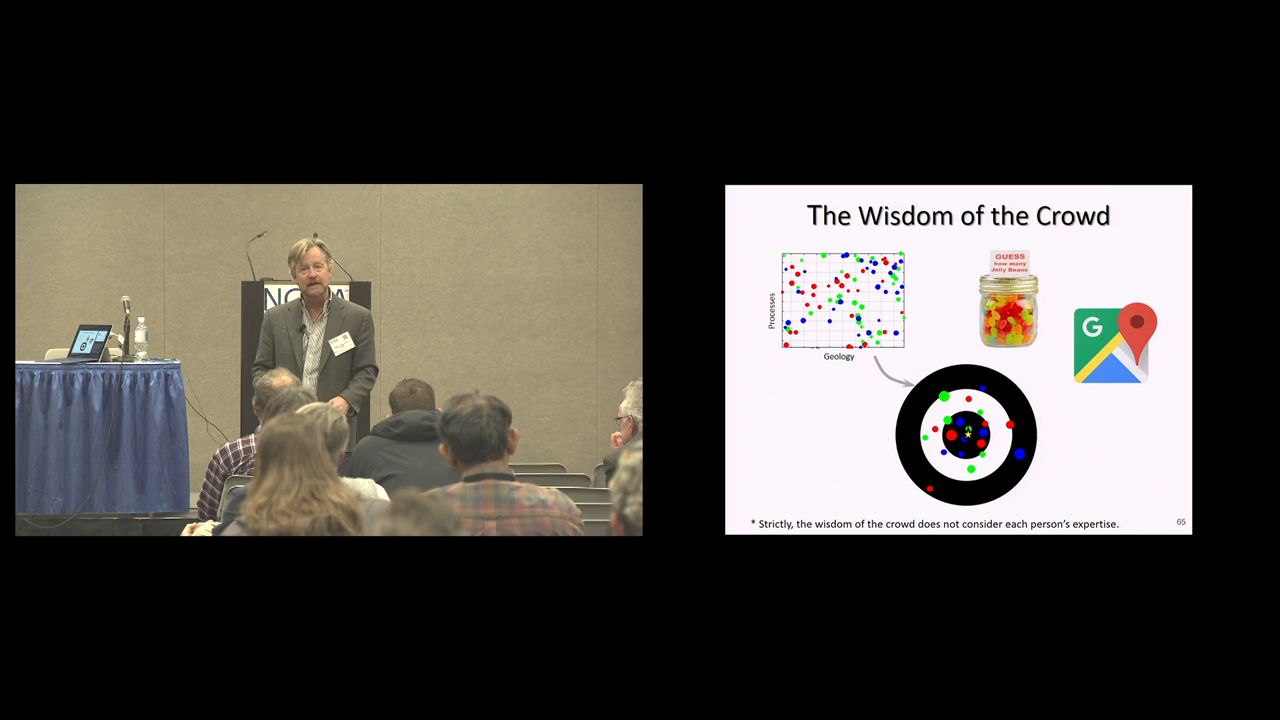 The Wisdom of the Crowd
GUESS
how many
Jelly Beans
Processes
Geology
G
* Strictly, the wisdom of the crowd does not consider each person's expertise.
65